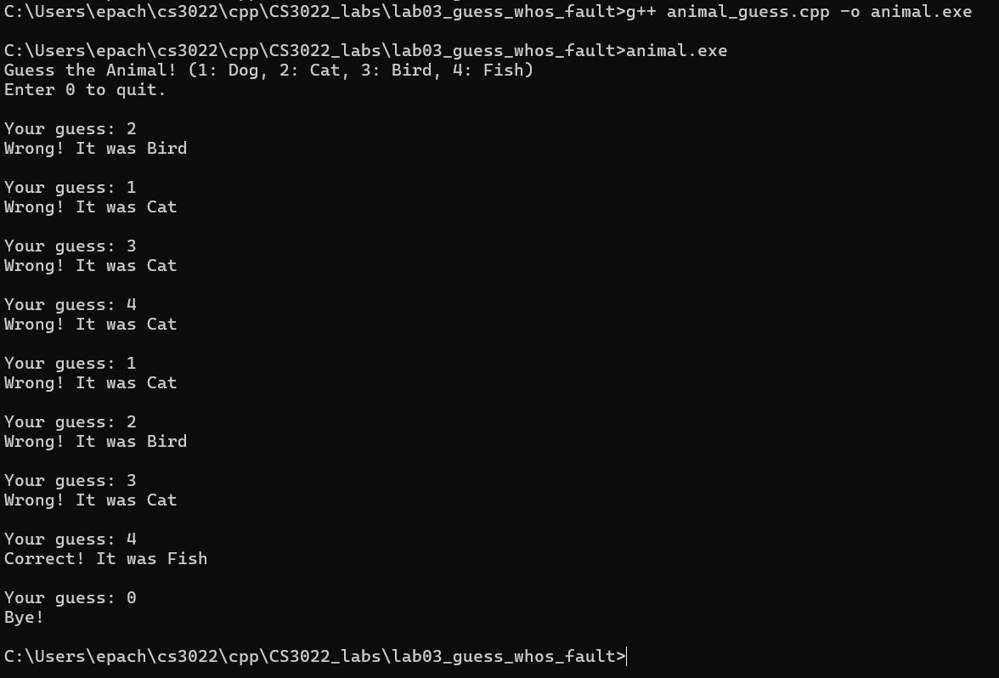 C:\Users\epach\cs3022\cpp\CS3022_labs\lab03_guess_whos_fault>g++ animal_guess.cpp -o animal.exe
C:\Users\epach\cs3022\cpp\CS3022_labs\lab03_guess_whos_fault>animal.exe
Guess the Animal! (1: Dog, 2: Cat, 3: Bird, 4: Fish)
Enter 0 to quit.
Your guess: 2
Wrong! It was Bird
Your guess: 1
Wrong! It was Cat
Your guess: 3
Wrong! It was Cat
Your guess: 4
Wrong! It was Cat
Your guess: 1
Wrong! It was Cat
Your guess: 2
Wrong! It was Bird
Your guess: 3
Wrong! It was Cat
Your guess: 4
Correct! It was Fish
Your guess: 0
Bye!
C:\Users\epach\cs3022\cpp\CS3022_labs\lab03_guess_whos_fault>